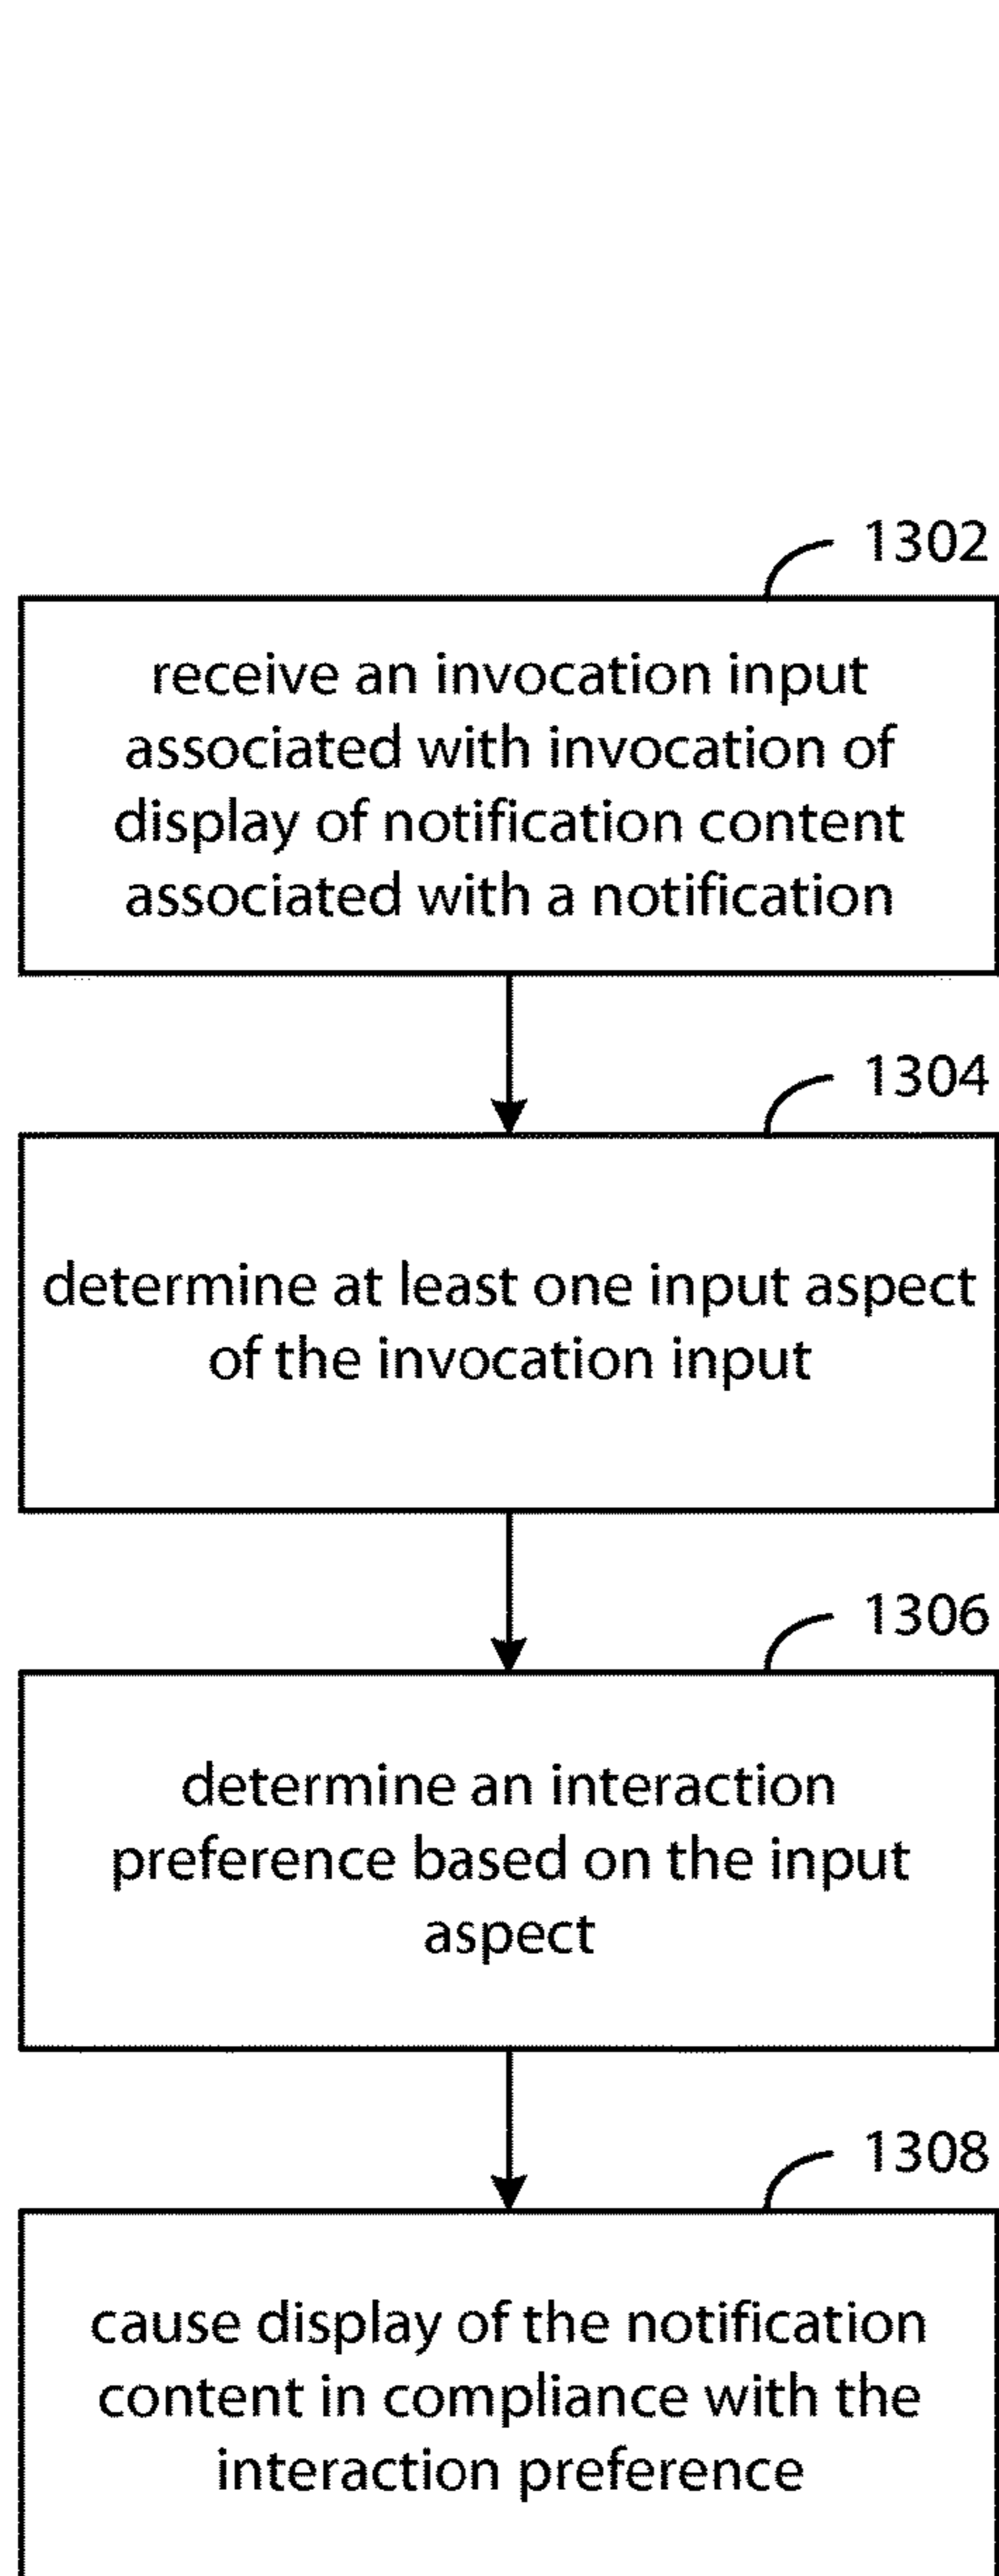 1302
receive an invocation input
associated with invocation of
display of notification content
associated with a notification
1304
determine at least one input aspect
of the invocation input
1306
determine an interaction
preference based on the input
aspect
1308
cause display of the notification
content in compliance with the
interaction preference